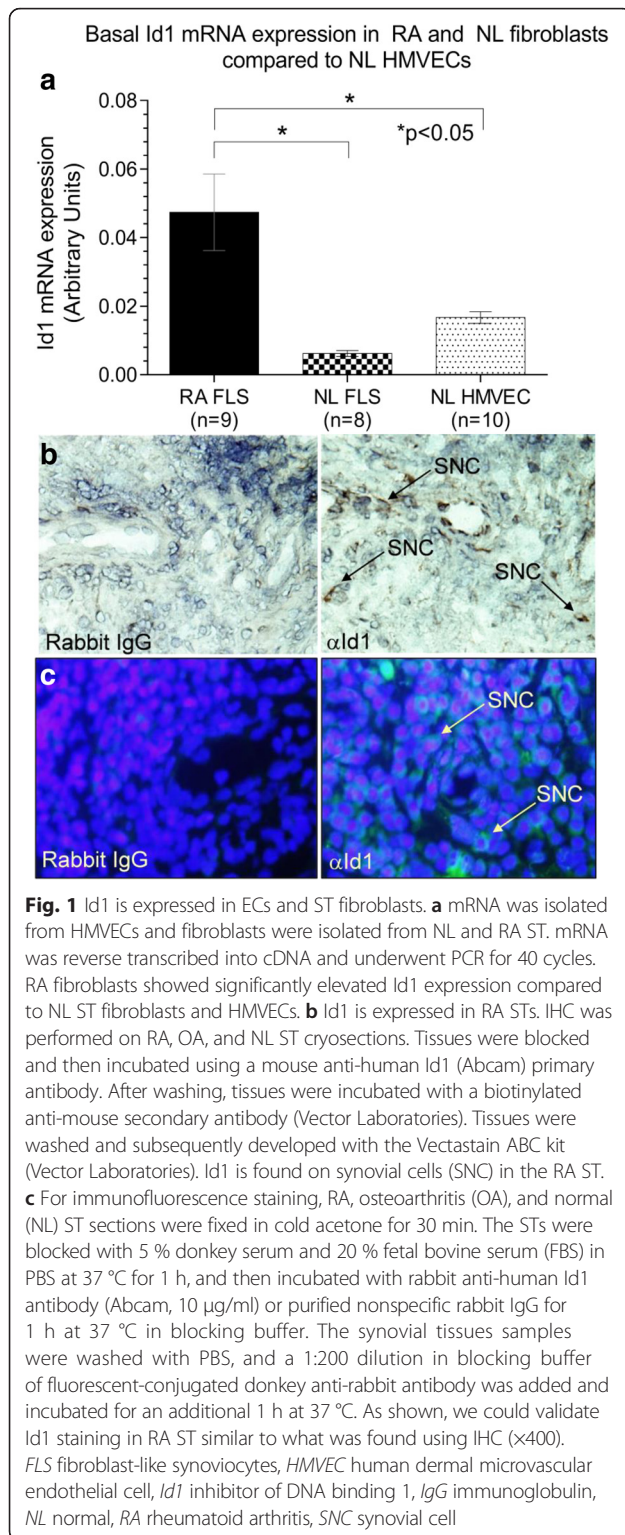 Basal Id1 mRNA expression in RA and NL fibroblasts
compared to NL HMVECs
a
0.08
0.06
0.04
0.02
0.00
Id1 mRNA expression
(Arbitrary Units)
*
*
*p<0.05
RA FLS
(n=9)
NL FLS
(n=8)
NL HMVEC
(n=10)
b
Rabbit IgG
SNC
SNC
SNC
αId1
c
Rabbit IgG
SNC
SNC
αId1
Fig. 1 Id1 is expressed in ECs and ST fibroblasts. a mRNA was isolated
from HMVECs and fibroblasts were isolated from NL and RA ST. mRNA
was reverse transcribed into cDNA and underwent PCR for 40 cycles.
RA fibroblasts showed significantly elevated Id1 expression compared
to NL ST fibroblasts and HMVECs. b Id1 is expressed in RA STs. IHC was
performed on RA, OA, and NL ST cryosections. Tissues were blocked
and then incubated using a mouse anti-human Id1 (Abcam) primary
antibody. After washing, tissues were incubated with a biotinylated
anti-mouse secondary antibody (Vector Laboratories). Tissues were
washed and subsequently developed with the Vectastain ABC kit
(Vector Laboratories). Id1 is found on synovial cells (SNC) in the RA ST.
c For immunofluorescence staining, RA, osteoarthritis (OA), and normal
(NL) ST sections were fixed in cold acetone for 30 min. The STs were
blocked with 5 % donkey serum and 20 % fetal bovine serum (FBS) in
PBS at 37 °C for 1 h, and then incubated with rabbit anti-human Id1
antibody (Abcam, 10 μg/ml) or purified nonspecific rabbit IgG for
1 h at 37 °C in blocking buffer. The synovial tissues samples
were washed with PBS, and a 1:200 dilution in blocking buffer
of fluorescent-conjugated donkey anti-rabbit antibody was added and
incubated for an additional 1 h at 37 °C. As shown, we could validate
Id1 staining in RA ST similar to what was found using IHC (×400).
FLS fibroblast-like synoviocytes, HMVEC human dermal microvascular
endothelial cell, Id1 inhibitor of DNA binding 1, IgG immunoglobulin,
NL normal, RA rheumatoid arthritis, SNC synovial cell